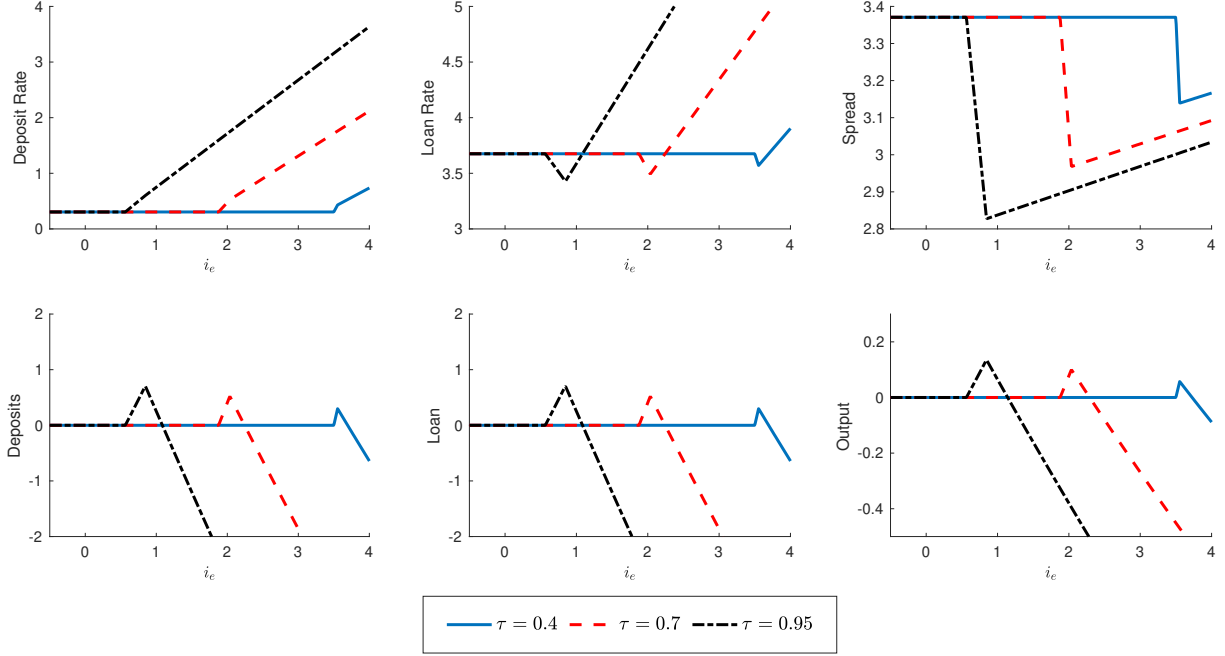 Deposit Rate
4
3
2
1
0
0 1 2 3 4
i_e
Loan Rate
5
4.5
4
3.5
3
0 1 2 3 4
i_e
Spread
3.4
3.3
3.2
3.1
3
2.9
2.8
0 1 2 3 4
i_e
Deposits
2
1
0
-1
-2
0 1 2 3 4
i_e
Loan
2
1
0
-1
-2
0 1 2 3 4
i_e
Output
0.2
0
-0.2
-0.4
0 1 2 3 4
i_e
τ = 0.4 τ = 0.7 τ = 0.95